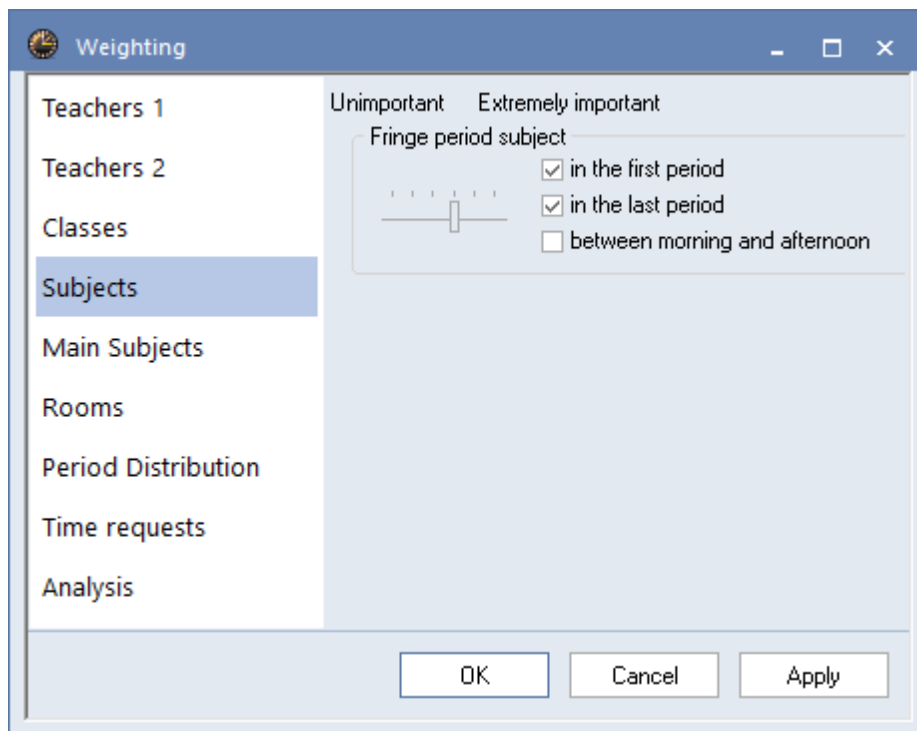 Weighting
Teachers 1
Teachers 2
Classes
Subjects
Main Subjects
Rooms
Period Distribution
Time requests
Analysis
Unimportant Extremely important
Fringe period subject
in the first period
in the last period
between morning and afternoon
OK Cancel Apply